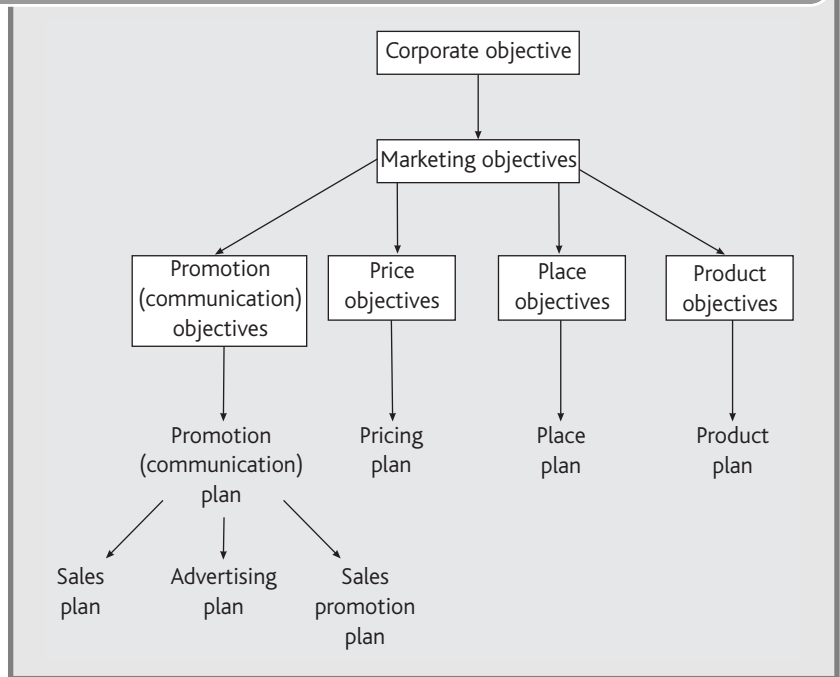 Corporate objective
Marketing objectives
Promotion
(communication)
objectives
Price
objectives
Place
objectives
Product
objectives
Promotion
(communication)
plan
Pricing
plan
Place
plan
Product
plan
Sales
plan
Advertising
plan
Sales
promotion
plan